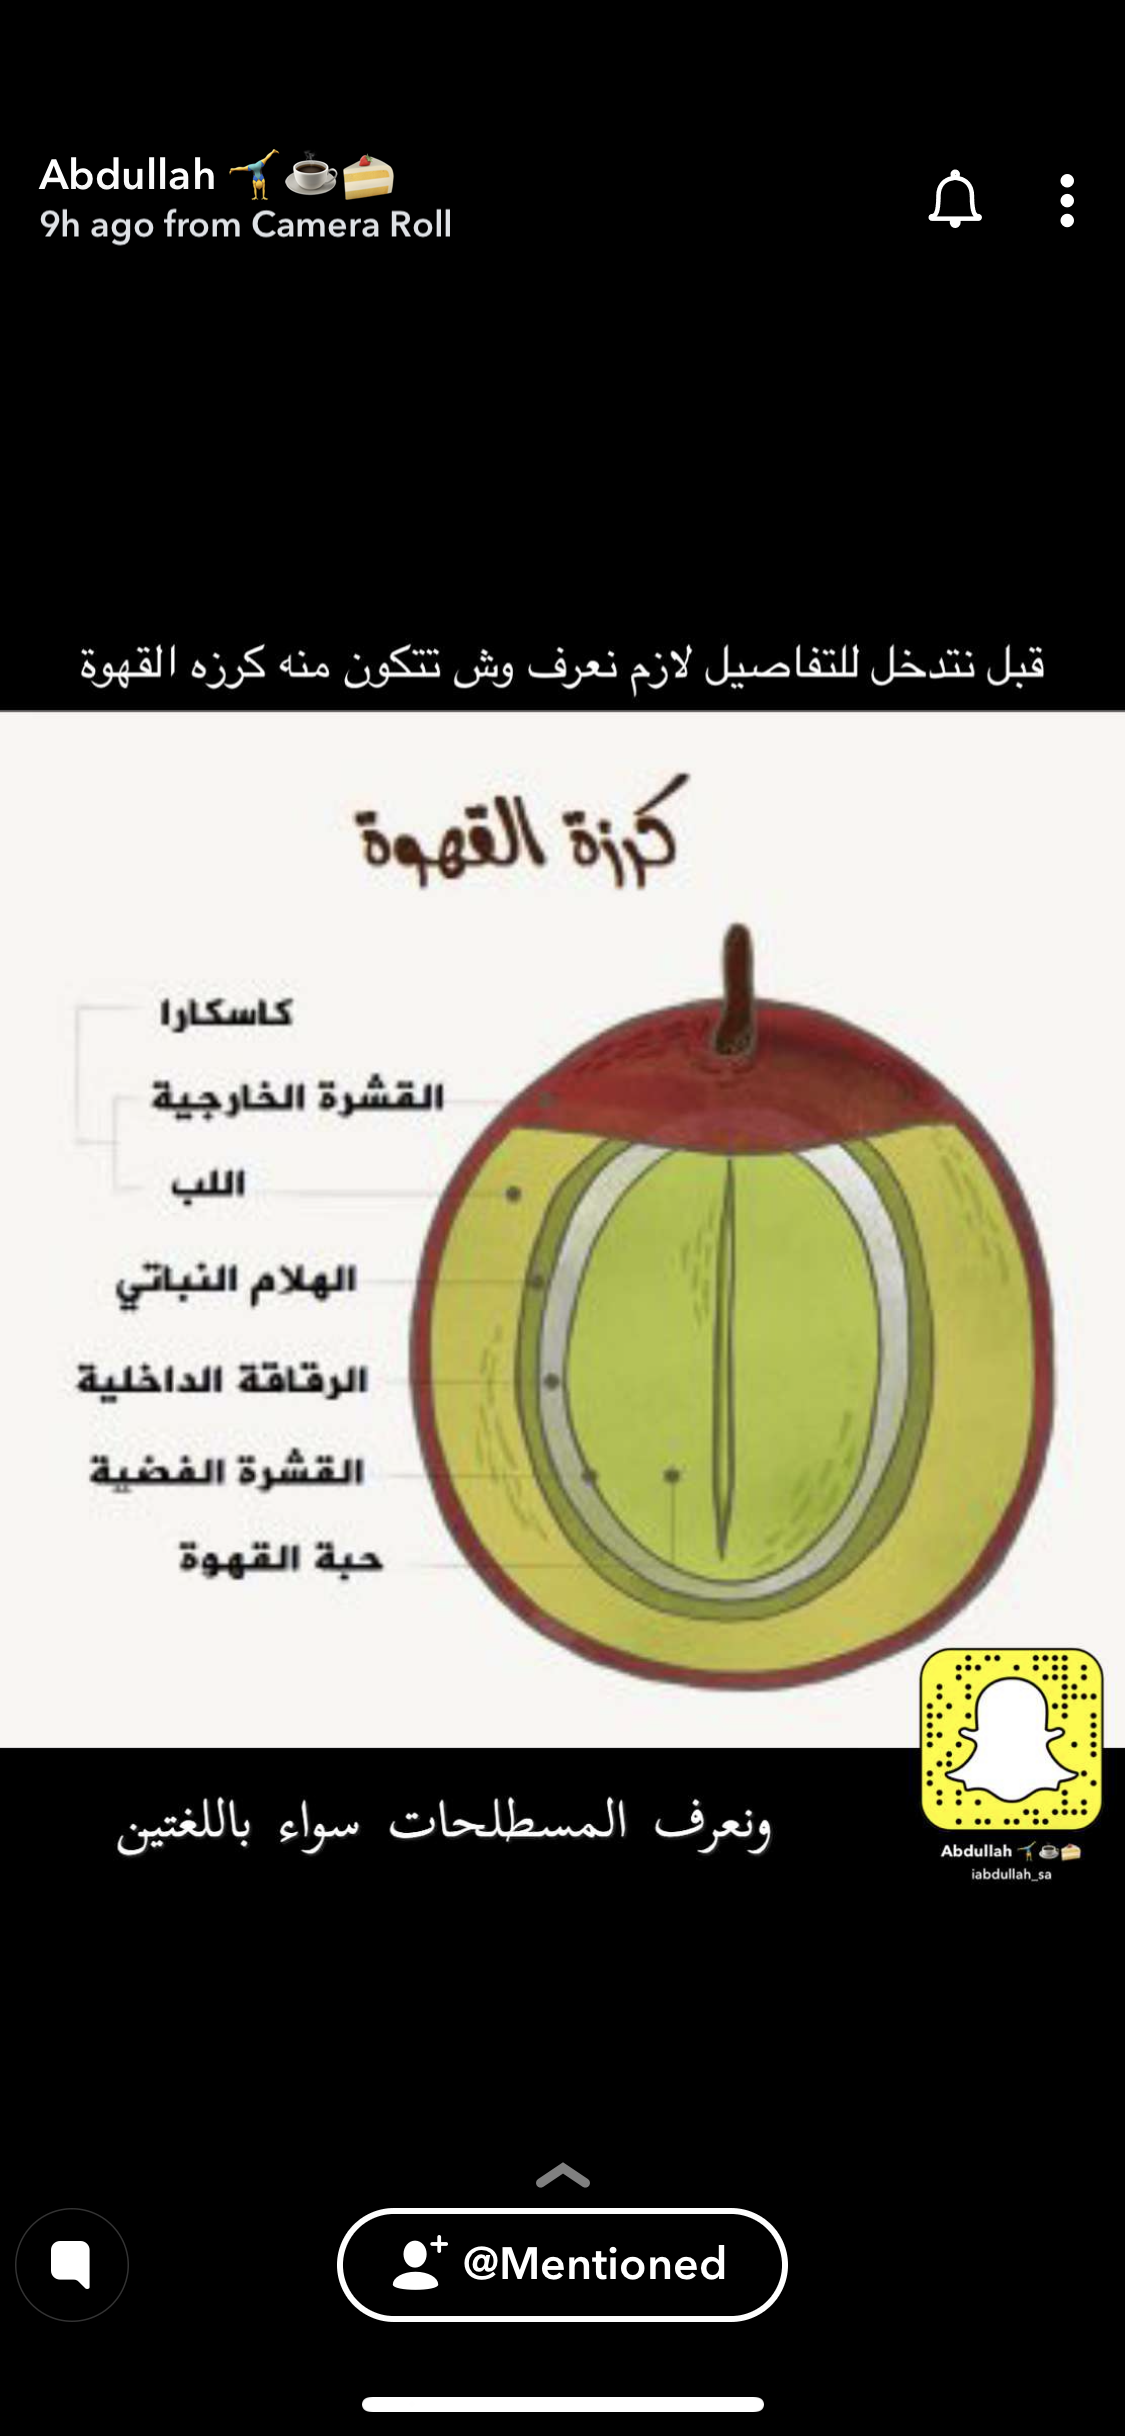 Abdullah 🤸☕🍰
9h ago from Camera Roll
قبل نتدخل للتفاصيل لازم نعرف وش تتكون منه كرزه القهوة
كرزة القهوة
كاسكارا
القشرة الخارجية
اللب
الهلام النباتي
الرقاقة الداخلية
القشرة الفضية
حبة القهوة
ونعرف المسطلحات سواء باللغتين
Abdullah 🤸☕🍰
iabdullah_sa
@Mentioned